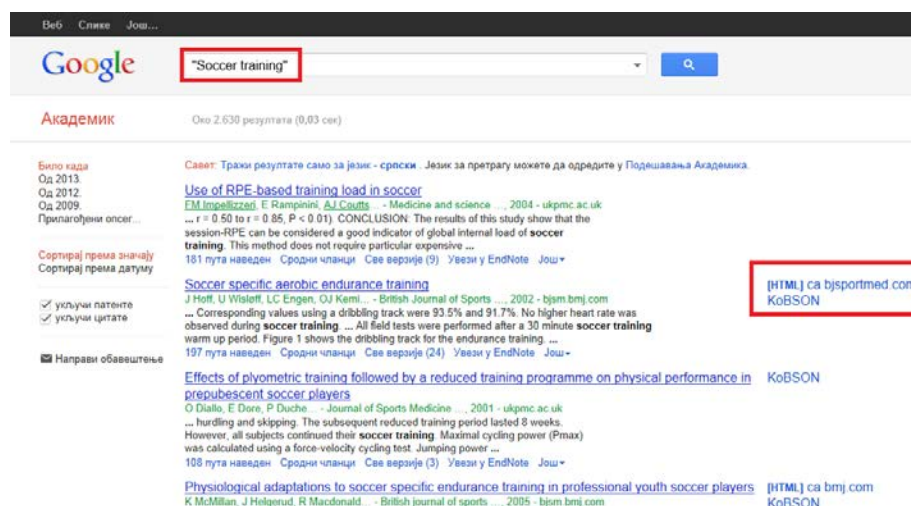 Веб Слике Још...
Google
"Soccer training"
Академик
Око 2.630 резултата (0,03 сек)
Било када
Од 2013.
Од 2012.
Од 2009.
Прилагођени опсег...
Сортирај према значају
Сортирај према датуму
укључи патенте
укључи цитате
Направи обавештење
Савет: Тражи резултате само за језик - српски . Језик за претрагу можете да одредите у Подешавања Академика.
Use of RPE-based training load in soccer
FM Impellizzeri, E Rampinini, AJ Coutts... - Medicine and science ..., 2004 - ukpmc.ac.uk
... r = 0.50 to r = 0.85, P < 0.01). CONCLUSION: The results of this study show that the
session-RPE can be considered a good indicator of global internal load of soccer
training. This method does not require particular expensive ...
181 пута наведен Сродни чланци Све верзије (9) Увези у EndNote Још
Soccer specific aerobic endurance training
J Hoff, U Wisløff, LC Engen, OJ Kemi... - British Journal of Sports ..., 2002 - bjsm.bmj.com
... Corresponding values using a dribbling track were 93.5% and 91.7%. No higher heart rate was
observed during soccer training. ... All field tests were performed after a 30 minute soccer training
warm up period. Figure 1 shows the dribbling track for the endurance training. ...
197 пута наведен Сродни чланци Све верзије (24) Увези у EndNote Још
[HTML] са bjsportmed.com
KoBSON
Effects of plyometric training followed by a reduced training programme on physical performance in
prepubescent soccer players
O Diallo, E Dore, P Duche... - Journal of Sports Medicine ..., 2001 - ukpmc.ac.uk
... hurdling and skipping. The subsequent reduced training period lasted 8 weeks.
However, all subjects continued their soccer training. Maximal cycling power (Pmax)
was calculated using a force-velocity cycling test. Jumping power ...
108 пута наведен Сродни чланци Све верзије (3) Увези у EndNote Још
KoBSON
Physiological adaptations to soccer specific endurance training in professional youth soccer players
K McMillan, J Helgerud, R Macdonald... - British journal of sports ..., 2005 - bjsm.bmj.com
[HTML] са bmj.com
KoBSON